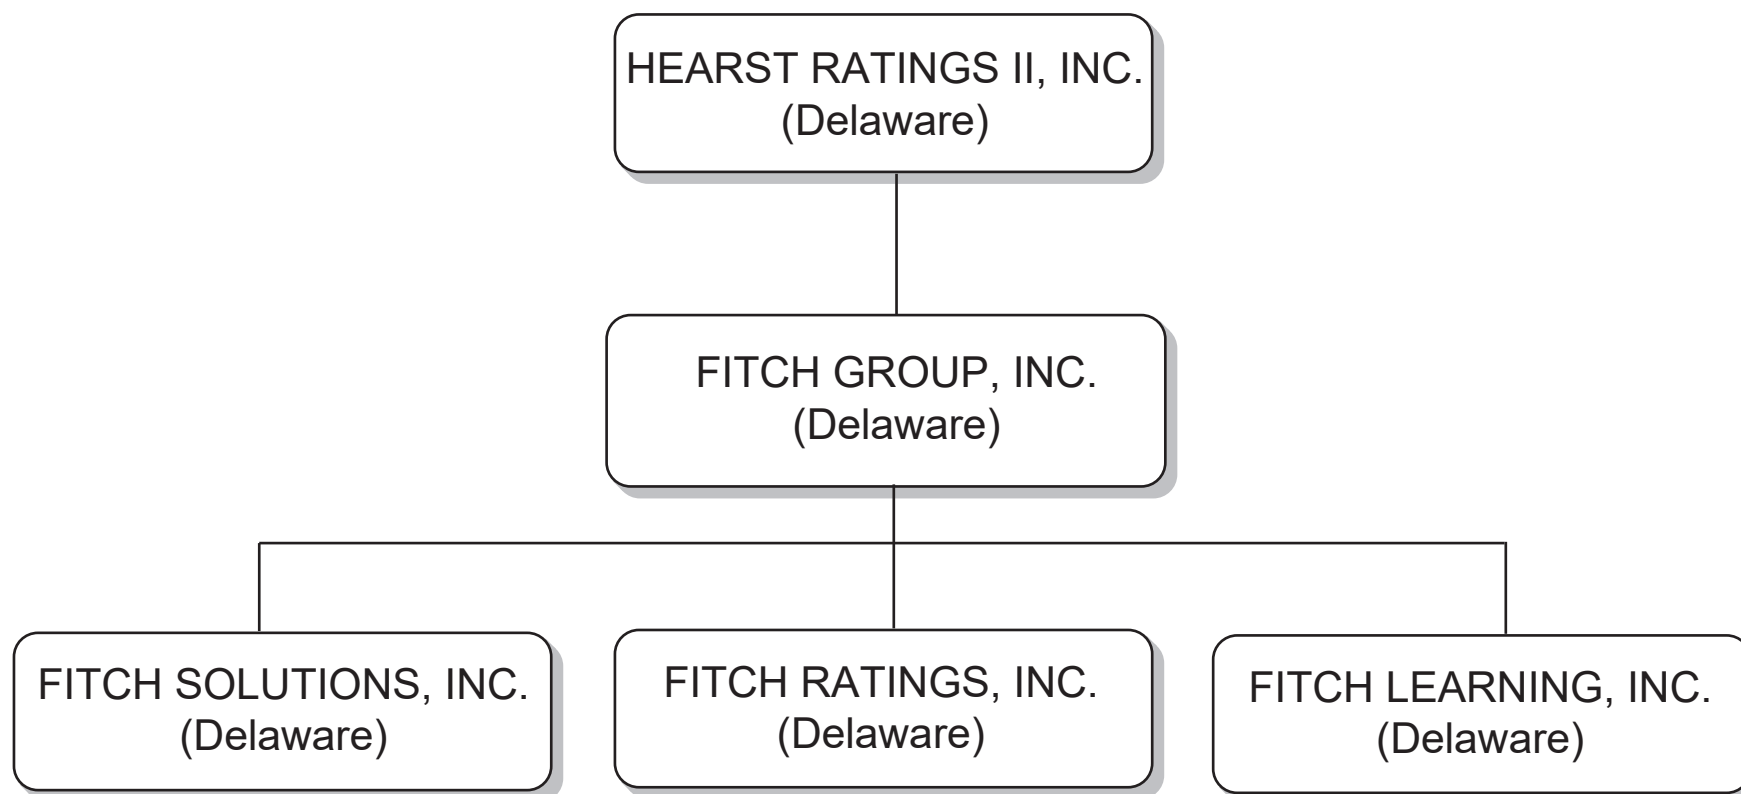 HEARST RATINGS II, INC.
(Delaware)
FITCH GROUP, INC.
(Delaware)
FITCH SOLUTIONS, INC.
(Delaware)
FITCH RATINGS, INC.
(Delaware)
FITCH LEARNING, INC.
(Delaware)